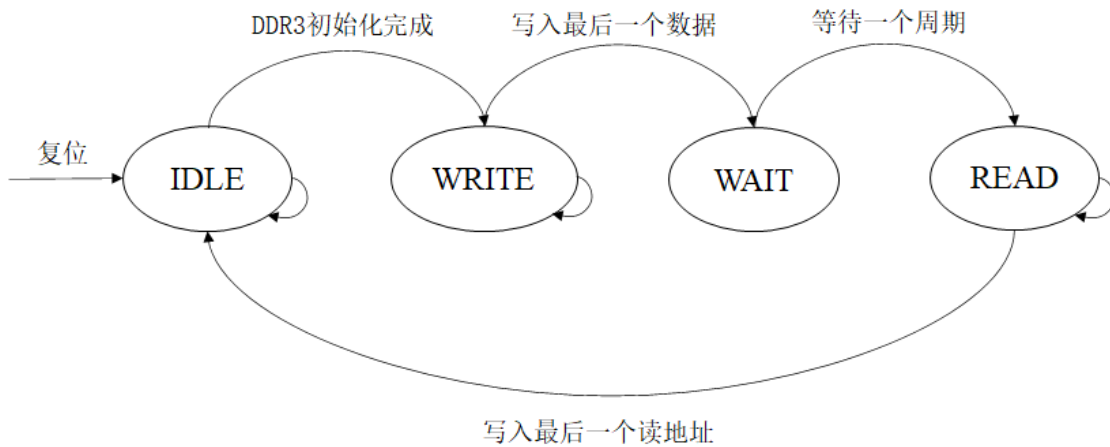 DDR3初始化完成
写入最后一个数据
等待一个周期
复位
IDLE
WRITE
WAIT
READ
写入最后一个读地址